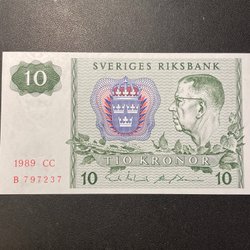 SVERIGES RIKSBANK
10
1989 CC
B 797237
TIO KRONOR
10
10